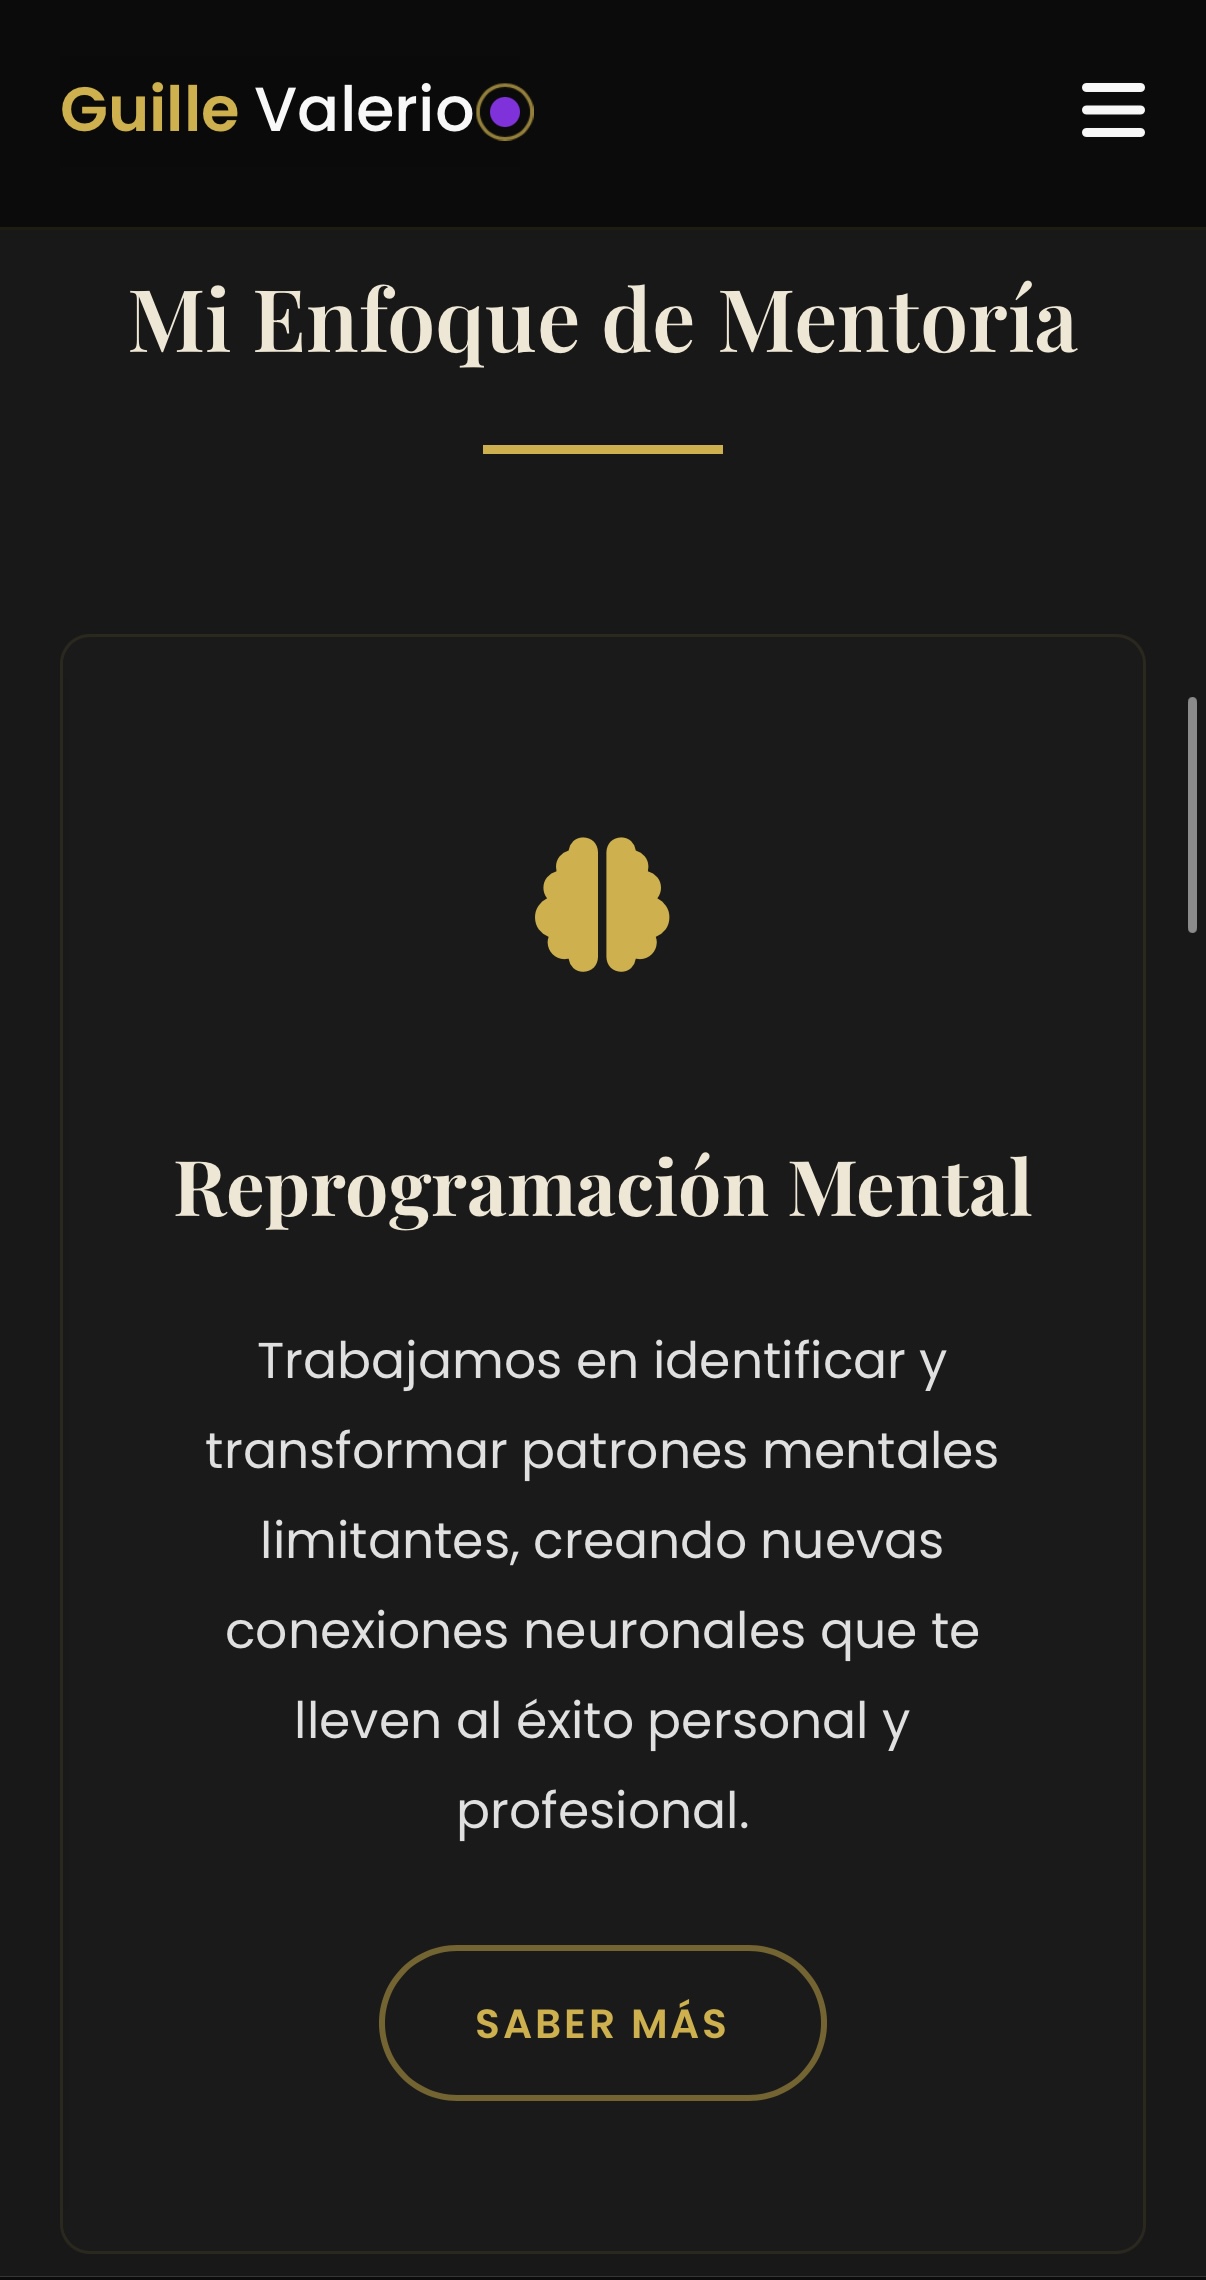 Guille Valerio
Mi Enfoque de Mentoría
Reprogramación Mental
Trabajamos en identificar y
transformar patrones mentales
limitantes, creando nuevas
conexiones neuronales que te
lleven al éxito personal y
profesional.
SABER MÁS